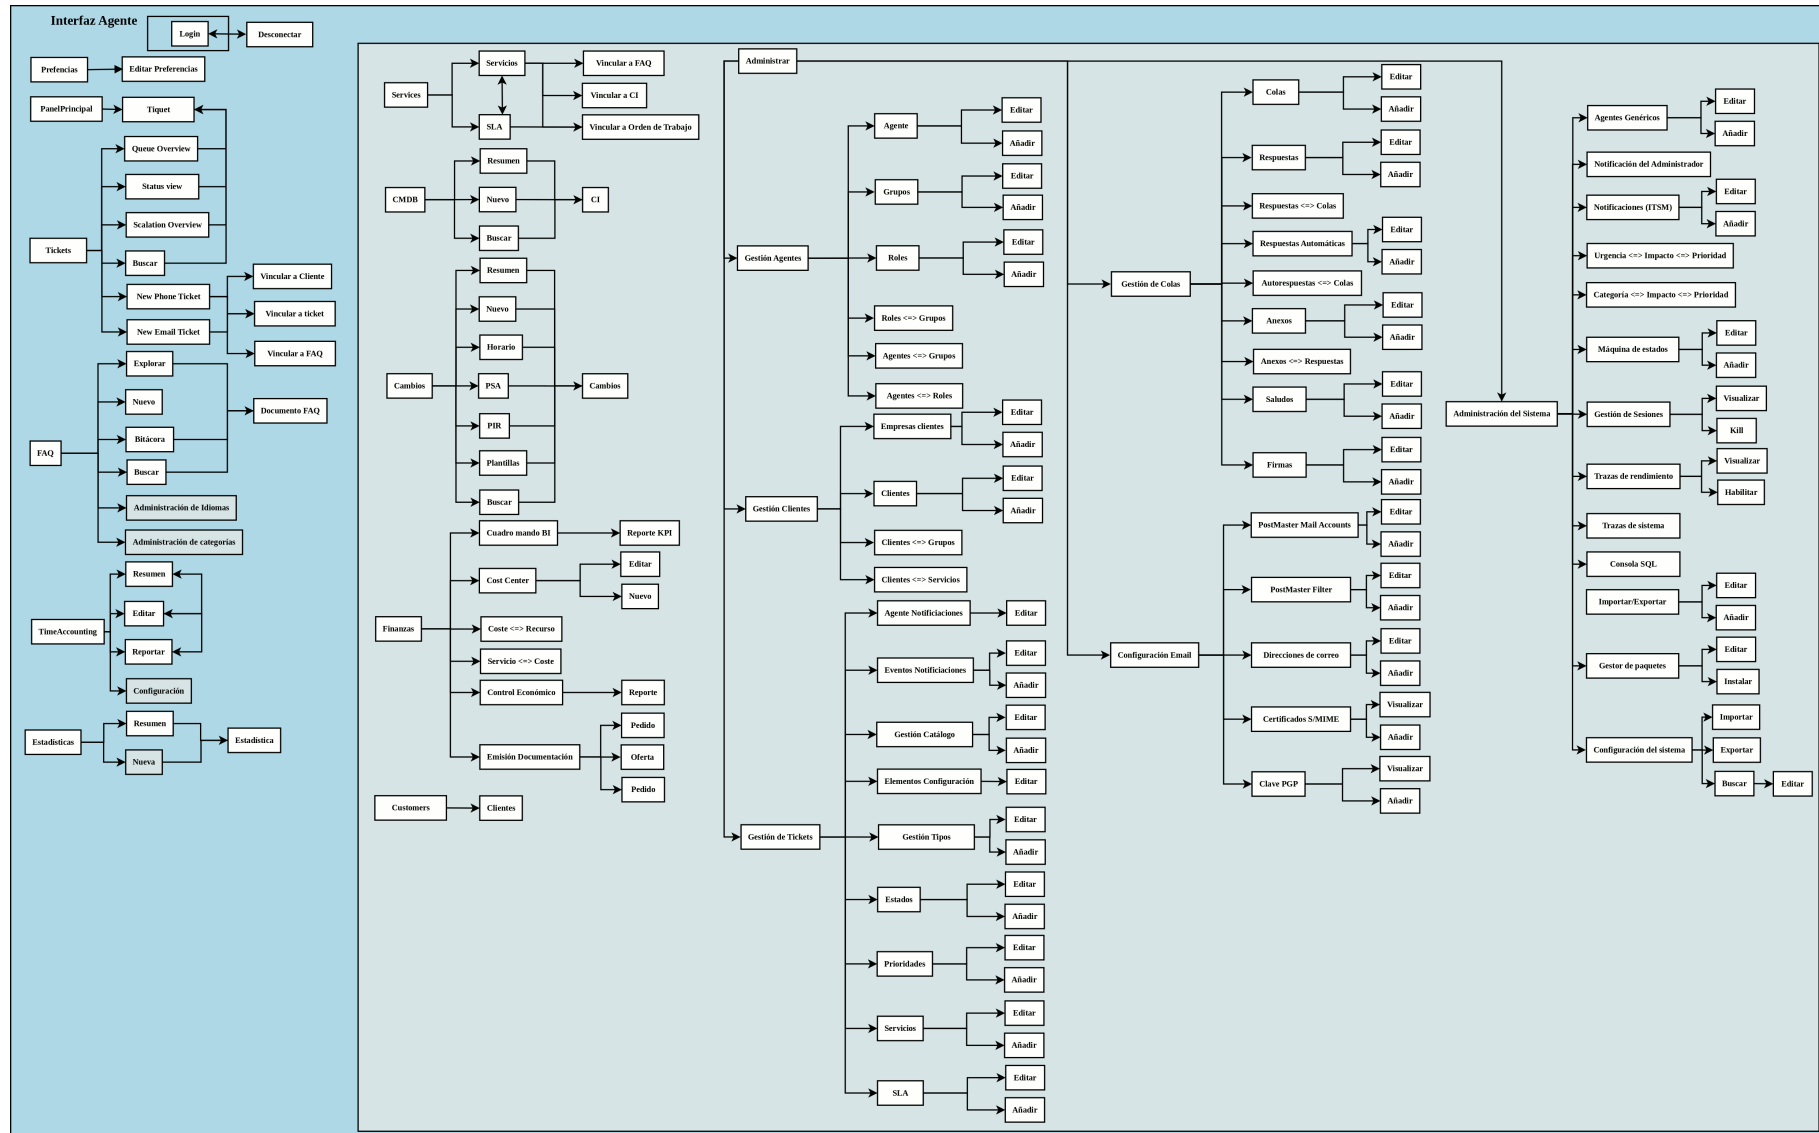 Interfaz Agente
Login
Desconectar
Prefencias
Editar Preferencias
PanelPrincipal
Tiquet
Queue Overview
Status view
Scalation Overview
Tickets
Buscar
New Phone Ticket
New Email Ticket
Vincular a Cliente
Vincular a ticket
Vincular a FAQ
Explorar
Nuevo
Documento FAQ
Bitácora
FAQ
Buscar
Administración de Idiomas
Administración de categorías
Resumen
Editar
TimeAccounting
Reportar
Configuración
Resumen
Estadísticas
Estadística
Nueva
Services
Servicios
SLA
Vincular a FAQ
Vincular a CI
Vincular a Orden de Trabajo
CMDB
Resumen
Nuevo
Buscar
CI
Cambios
Resumen
Nuevo
Horario
PSA
PIR
Plantillas
Buscar
Cambios
Finanzas
Cuadro mando BI
Reporte KPI
Cost Center
Editar
Nuevo
Coste <=> Recurso
Servicio <=> Coste
Control Económico
Reporte
Emisión Documentación
Pedido
Oferta
Pedido
Customers
Clientes
Administrar
Gestión Agentes
Agente
Editar
Añadir
Grupos
Editar
Añadir
Roles
Editar
Añadir
Roles <=> Grupos
Agentes <=> Grupos
Agentes <=> Roles
Gestión Clientes
Empresas clientes
Editar
Añadir
Clientes
Editar
Añadir
Clientes <=> Grupos
Clientes <=> Servicios
Gestión de Tickets
Agente Notificiaciones
Editar
Eventos Notificiaciones
Editar
Añadir
Gestión Catálogo
Editar
Añadir
Elementos Configuración
Editar
Gestión Tipos
Editar
Añadir
Estados
Editar
Añadir
Prioridades
Editar
Añadir
Servicios
Editar
Añadir
SLA
Editar
Añadir
Gestión de Colas
Colas
Editar
Añadir
Respuestas
Editar
Añadir
Respuestas <=> Colas
Respuestas Automáticas
Editar
Añadir
Autorespuestas <=> Colas
Anexos
Editar
Añadir
Anexos <=> Respuestas
Saludos
Editar
Añadir
Firmas
Editar
Añadir
Configuración Email
PostMaster Mail Accounts
Editar
Añadir
PostMaster Filter
Editar
Añadir
Direcciones de correo
Editar
Añadir
Certificados S/MIME
Visualizar
Añadir
Clave PGP
Visualizar
Añadir
Administración del Sistema
Agentes Genéricos
Editar
Añadir
Notificación del Administrador
Notificaciones (ITSM)
Editar
Añadir
Urgencia <=> Impacto <=> Prioridad
Categoría <=> Impacto <=> Prioridad
Máquina de estados
Editar
Añadir
Gestión de Sesiones
Visualizar
Kill
Trazas de rendimiento
Visualizar
Habilitar
Trazas de sistema
Consola SQL
Importar/Exportar
Editar
Añadir
Gestor de paquetes
Editar
Instalar
Configuración del sistema
Importar
Exportar
Buscar
Editar